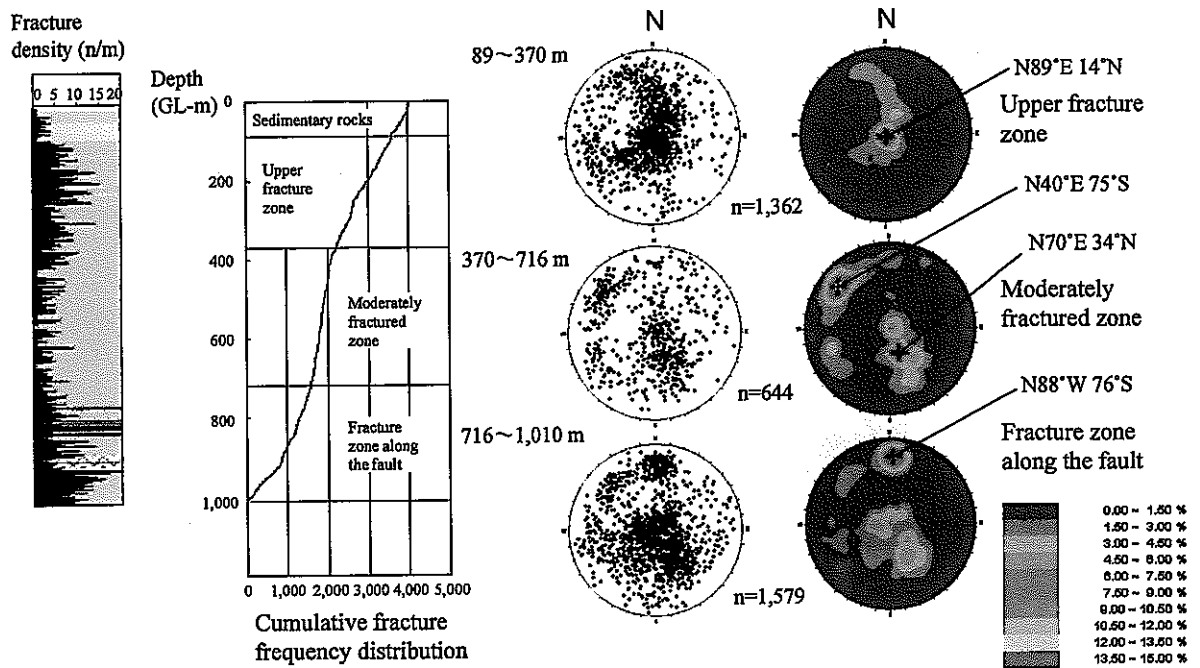 Fracture
density (n/m)
0 5 10 15 20
Depth
(GL-m)
0
200
400
600
800
1,000
Sedimentary rocks
Upper
fracture
zone
Moderately
fractured
zone
Fracture
zone along
the fault
0 1,000 2,000 3,000 4,000 5,000
Cumulative fracture
frequency distribution
N
N
89~370 m
n=1,362
N89°E 14°N
Upper fracture
zone
370~716 m
n=644
N40°E 75°S
N70°E 34°N
Moderately
fractured zone
716~1,010 m
n=1,579
N88°W 76°S
Fracture zone
along the fault
0.00 ~ 1.50 %
1.50 ~ 3.00 %
3.00 ~ 4.50 %
4.50 ~ 6.00 %
6.00 ~ 7.50 %
7.50 ~ 9.00 %
9.00 ~ 10.50 %
10.50 ~ 12.00 %
12.00 ~ 13.50 %
13.50 ~ 15.00 %